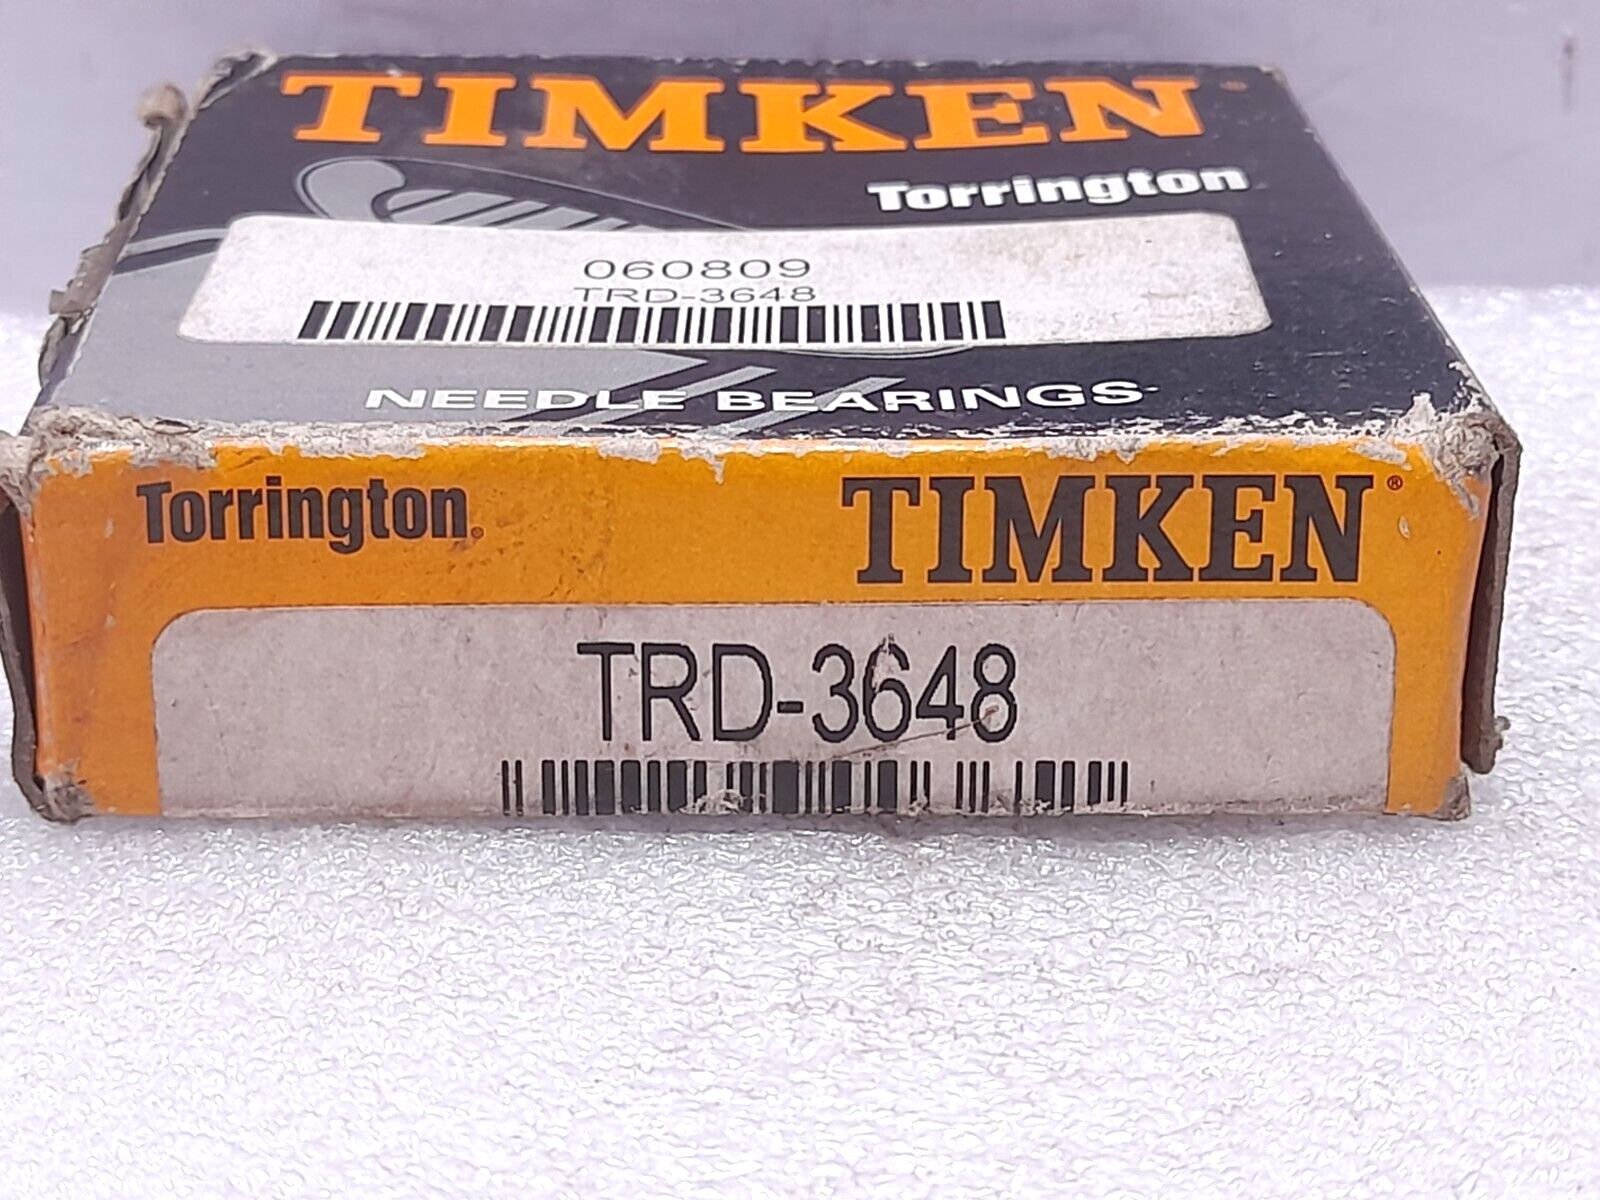 TIMKEN
Torrington
060809
TRD-3648
NEEDLE BEARINGS
Torrington®
TIMKEN®
TRD-3648